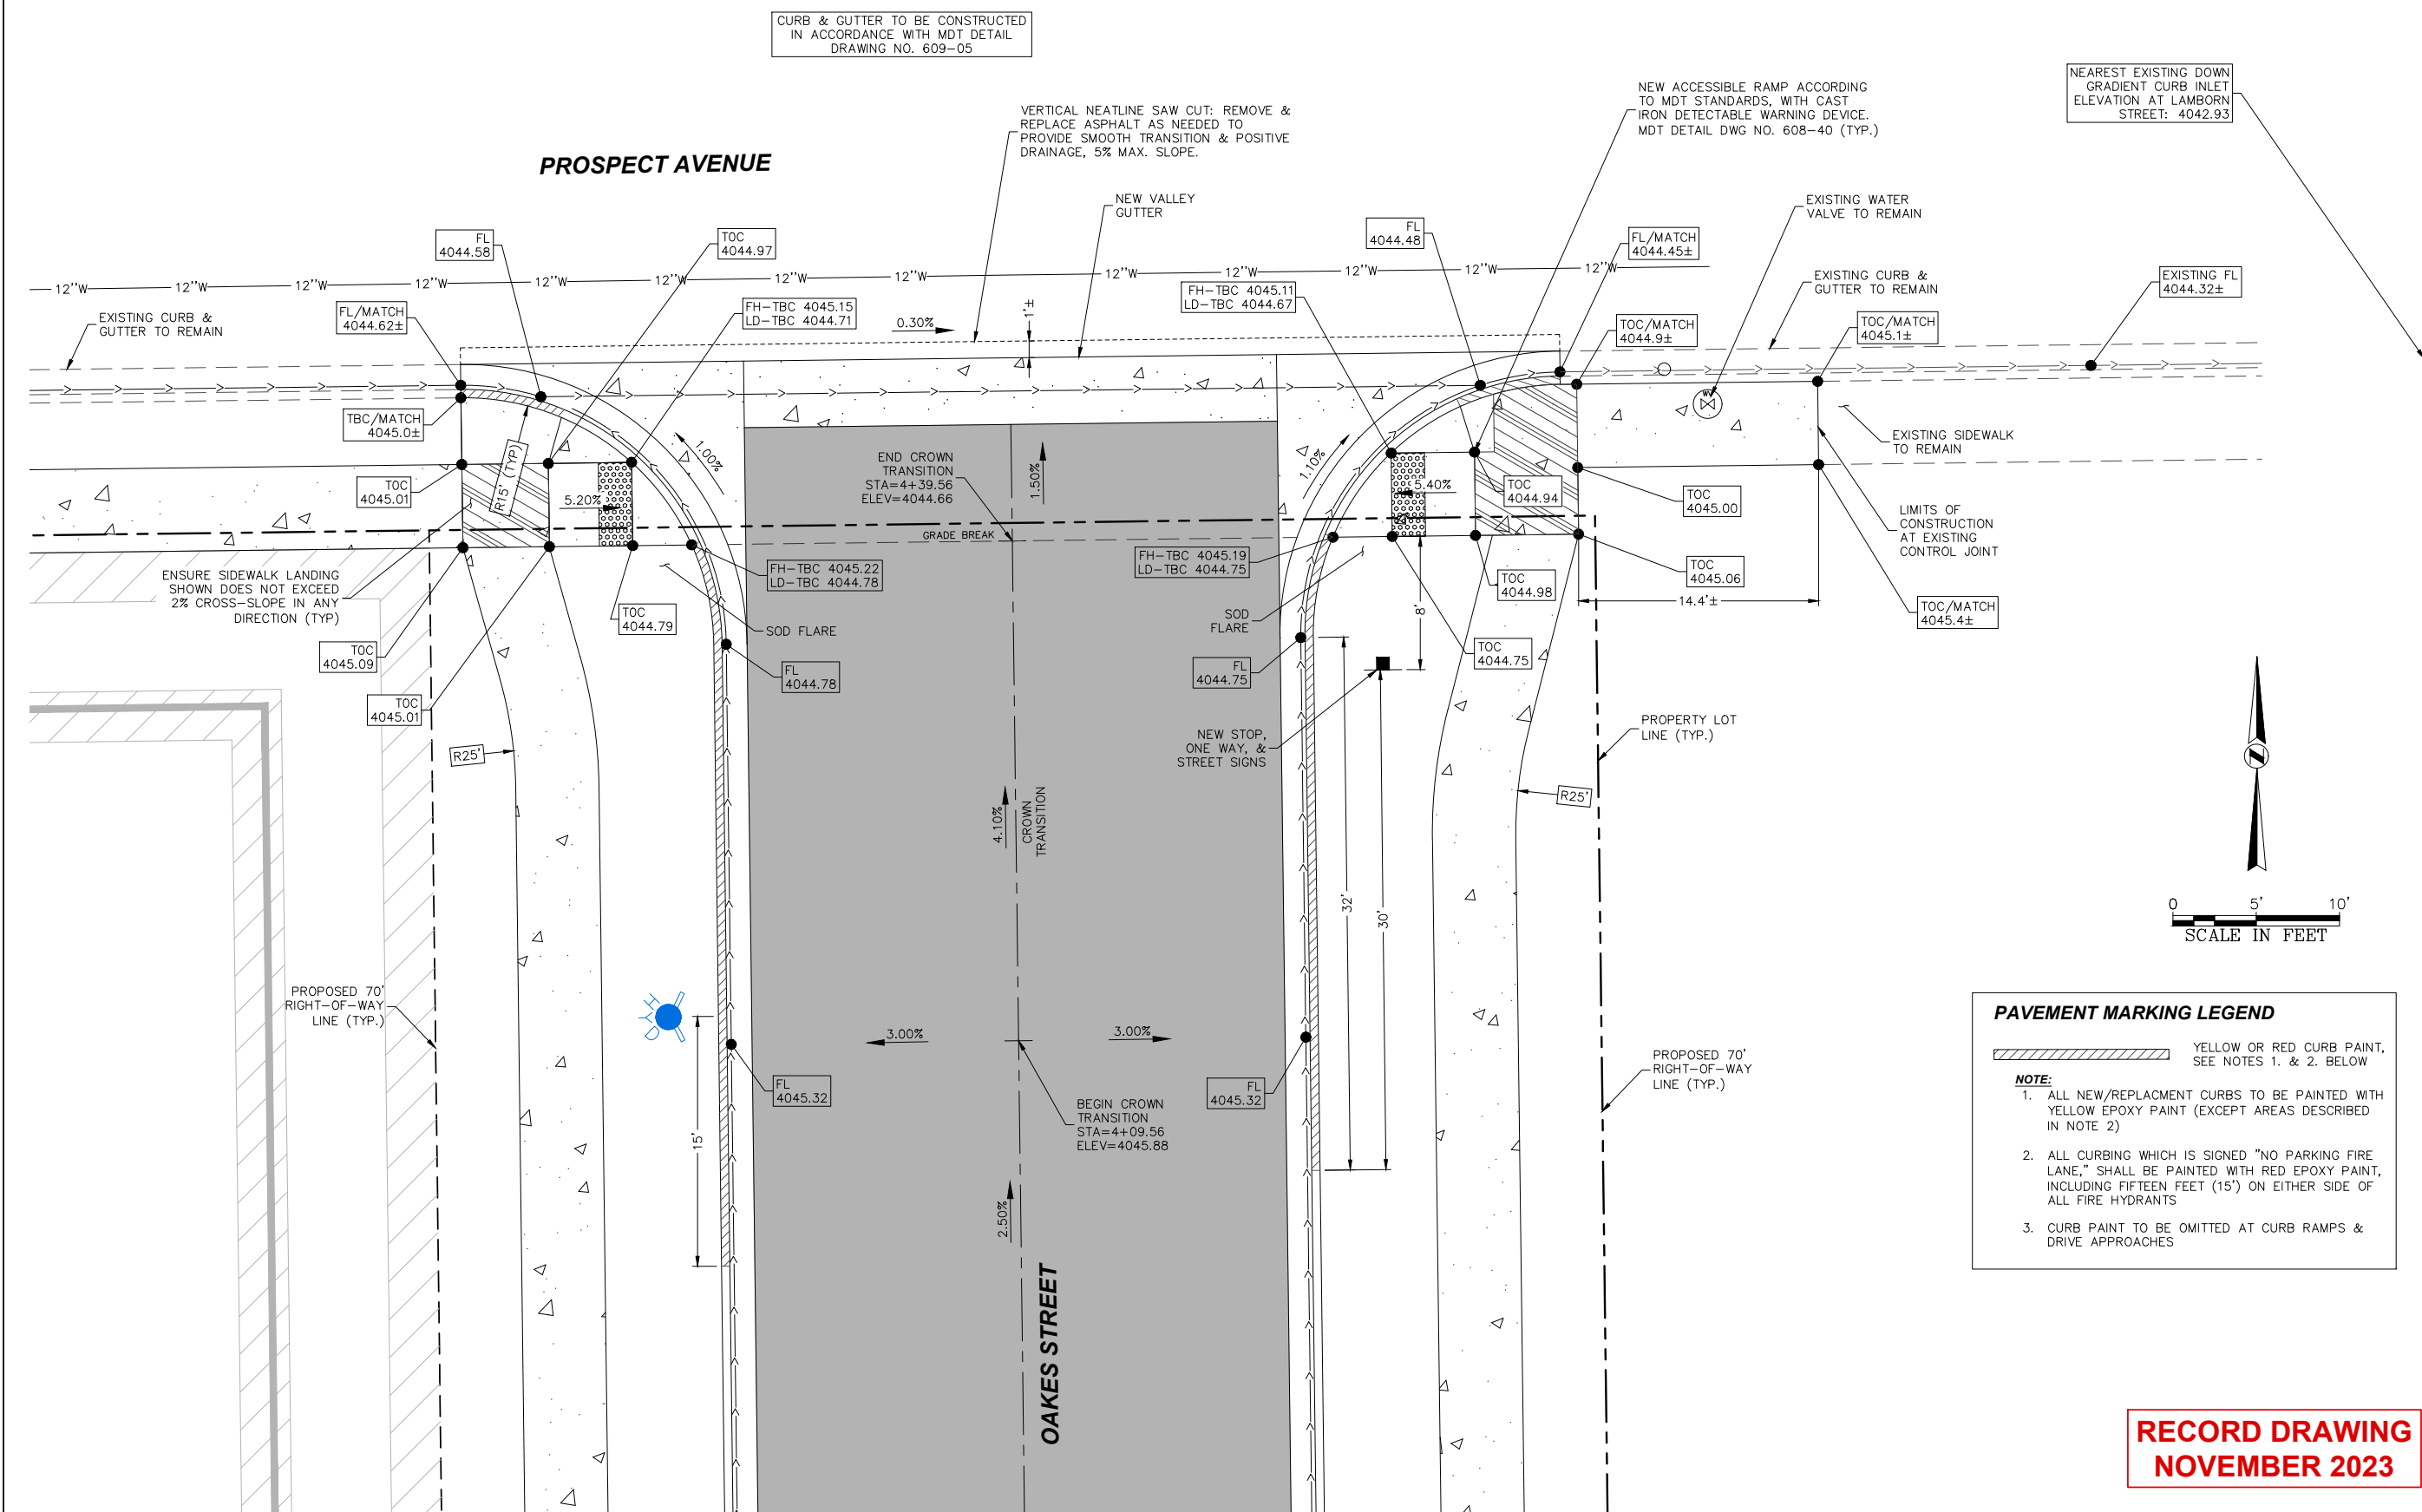 CURB & GUTTER TO BE CONSTRUCTED
IN ACCORDANCE WITH MDT DETAIL
DRAWING NO. 609-05
NEAREST EXISTING DOWN
GRADIENT CURB INLET
ELEVATION AT LAMBORN
STREET: 4042.93
NEW ACCESSIBLE RAMP ACCORDING
TO MDT STANDARDS, WITH CAST
IRON DETECTABLE WARNING DEVICE.
MDT DETAIL DWG NO. 608-40 (TYP.)
VERTICAL NEATLINE SAW CUT: REMOVE &
REPLACE ASPHALT AS NEEDED TO
PROVIDE SMOOTH TRANSITION & POSITIVE
DRAINAGE, 5% MAX. SLOPE.
PROSPECT AVENUE
NEW VALLEY
GUTTER
EXISTING WATER
VALVE TO REMAIN
FL
4044.58
TOC
4044.97
FL
4044.48
FL/MATCH
4044.45±
12''W
12''W
12''W
12''W
12''W
12''W
12''W
12''W
12''W
12''W
12''W
12''W
12''W
EXISTING CURB &
GUTTER TO REMAIN
EXISTING FL
4044.32±
EXISTING CURB &
GUTTER TO REMAIN
FL/MATCH
4044.62±
FH-TBC 4045.15
LD-TBC 4044.71
0.30%
1'±
FH-TBC 4045.11
LD-TBC 4044.67
TOC/MATCH
4044.9±
TOC/MATCH
4045.1±
WV
TBC/MATCH
4045.0±
R15' (TYP)
1.00%
END CROWN
TRANSITION
STA=4+39.56
ELEV=4044.66
1.50%
1.10%
EXISTING SIDEWALK
TO REMAIN
TOC
4045.01
5.20%
5.40%
TOC
4044.94
TOC
4045.00
LIMITS OF
CONSTRUCTION
AT EXISTING
CONTROL JOINT
GRADE BREAK
FH-TBC 4045.22
LD-TBC 4044.78
FH-TBC 4045.19
LD-TBC 4044.75
ENSURE SIDEWALK LANDING
SHOWN DOES NOT EXCEED
2% CROSS-SLOPE IN ANY
DIRECTION (TYP)
TOC
4044.79
SOD FLARE
SOD
FLARE
8'
TOC
4044.98
TOC
4045.06
14.4'±
TOC/MATCH
4045.4±
TOC
4045.09
FL
4044.78
FL
4044.75
TOC
4044.75
TOC
4045.01
R25'
NEW STOP,
ONE WAY, &
STREET SIGNS
PROPERTY LOT
LINE (TYP.)
R25'
4.10%
CROWN
TRANSITION
32'
30'
0 5' 10'
SCALE IN FEET
PROPOSED 70'
RIGHT-OF-WAY
LINE (TYP.)
HYD
3.00%
3.00%
PROPOSED 70'
RIGHT-OF-WAY
LINE (TYP.)
FL
4045.32
FL
4045.32
BEGIN CROWN
TRANSITION
STA=4+09.56
ELEV=4045.88
15'
2.50%
OAKES STREET
PAVEMENT MARKING LEGEND
YELLOW OR RED CURB PAINT,
SEE NOTES 1. & 2. BELOW
NOTE:
1. ALL NEW/REPLACMENT CURBS TO BE PAINTED WITH
YELLOW EPOXY PAINT (EXCEPT AREAS DESCRIBED
IN NOTE 2)
2. ALL CURBING WHICH IS SIGNED "NO PARKING FIRE
LANE," SHALL BE PAINTED WITH RED EPOXY PAINT,
INCLUDING FIFTEEN FEET (15') ON EITHER SIDE OF
ALL FIRE HYDRANTS
3. CURB PAINT TO BE OMITTED AT CURB RAMPS &
DRIVE APPROACHES
RECORD DRAWING
NOVEMBER 2023